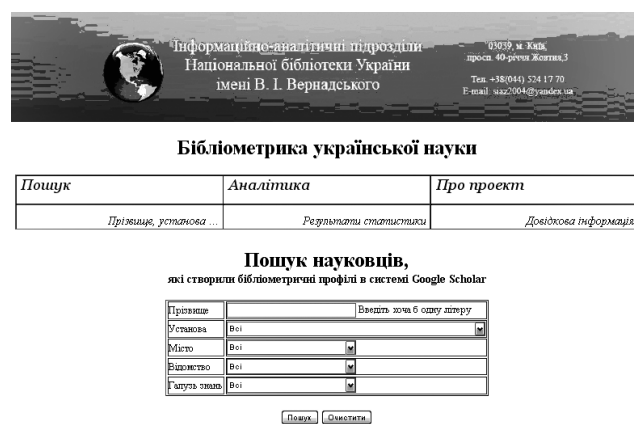 Інформаційно-аналітичні підрозділи
Національної бібліотеки України
імені В. І. Вернадського
03039, м. Київ,
просп. 40-річчя Жовтня,3
Тел. +38(044) 524 17 70
E-mail: siaz2004@yandex.ua
Бібліометрика української науки
Пошук Аналітика Про проект
Прізвище, установа ... Результати статистики Довідкова інформація
Пошук науковців,
які створили бібліометричні профілі в системі Google Scholar
Прізвище Введіть хоча б одну літеру
Установа Всі
Місто Всі
Відомство Всі
Галузь знань Всі
Пошук Очистити